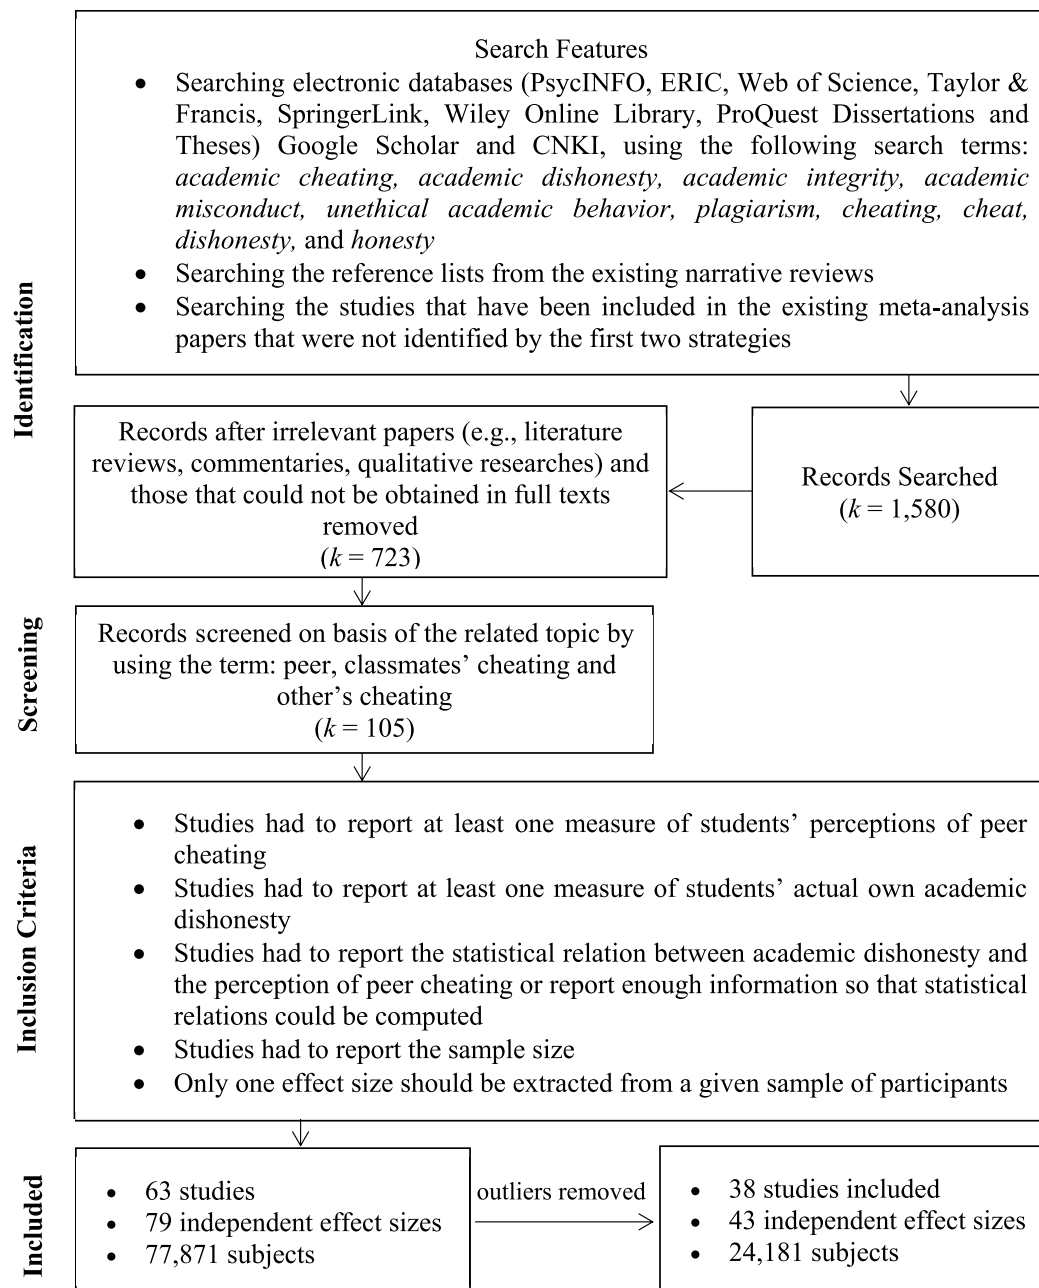 Search Features
• Searching electronic databases (PsycINFO, ERIC, Web of Science, Taylor &
Francis, SpringerLink, Wiley Online Library, ProQuest Dissertations and
Theses) Google Scholar and CNKI, using the following search terms:
academic cheating, academic dishonesty, academic integrity, academic
misconduct, unethical academic behavior, plagiarism, cheating, cheat,
dishonesty, and honesty
• Searching the reference lists from the existing narrative reviews
• Searching the studies that have been included in the existing meta-analysis
papers that were not identified by the first two strategies
Identification
Records Searched
(k = 1,580)
Records after irrelevant papers (e.g., literature
reviews, commentaries, qualitative researches) and
those that could not be obtained in full texts
removed
(k = 723)
Screening
Records screened on basis of the related topic by
using the term: peer, classmates’ cheating and
other’s cheating
(k = 105)
Inclusion Criteria
• Studies had to report at least one measure of students’ perceptions of peer
cheating
• Studies had to report at least one measure of students’ actual own academic
dishonesty
• Studies had to report the statistical relation between academic dishonesty and
the perception of peer cheating or report enough information so that statistical
relations could be computed
• Studies had to report the sample size
• Only one effect size should be extracted from a given sample of participants
Included
• 63 studies
• 79 independent effect sizes
• 77,871 subjects
outliers removed
• 38 studies included
• 43 independent effect sizes
• 24,181 subjects